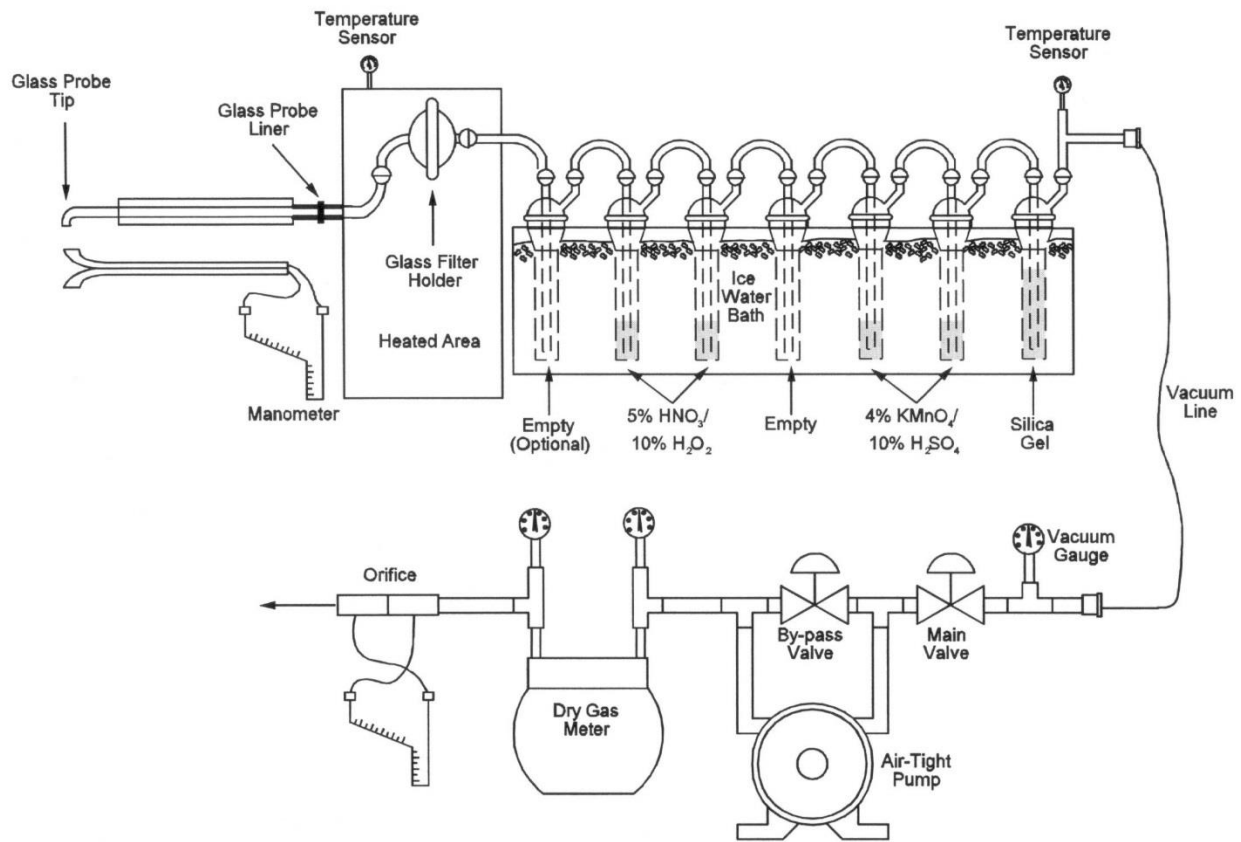 Temperature
Sensor
Temperature
Sensor
Glass Probe
Tip
Glass Probe
Liner
Glass Filter
Holder
Heated Area
Ice
Water
Bath
Manometer
Empty
(Optional)
5% HNO₃/
10% H₂O₂
Empty
4% KMnO₄/
10% H₂SO₄
Silica
Gel
Vacuum
Line
Vacuum
Gauge
Orifice
By-pass
Valve
Main
Valve
Dry Gas
Meter
Air-Tight
Pump